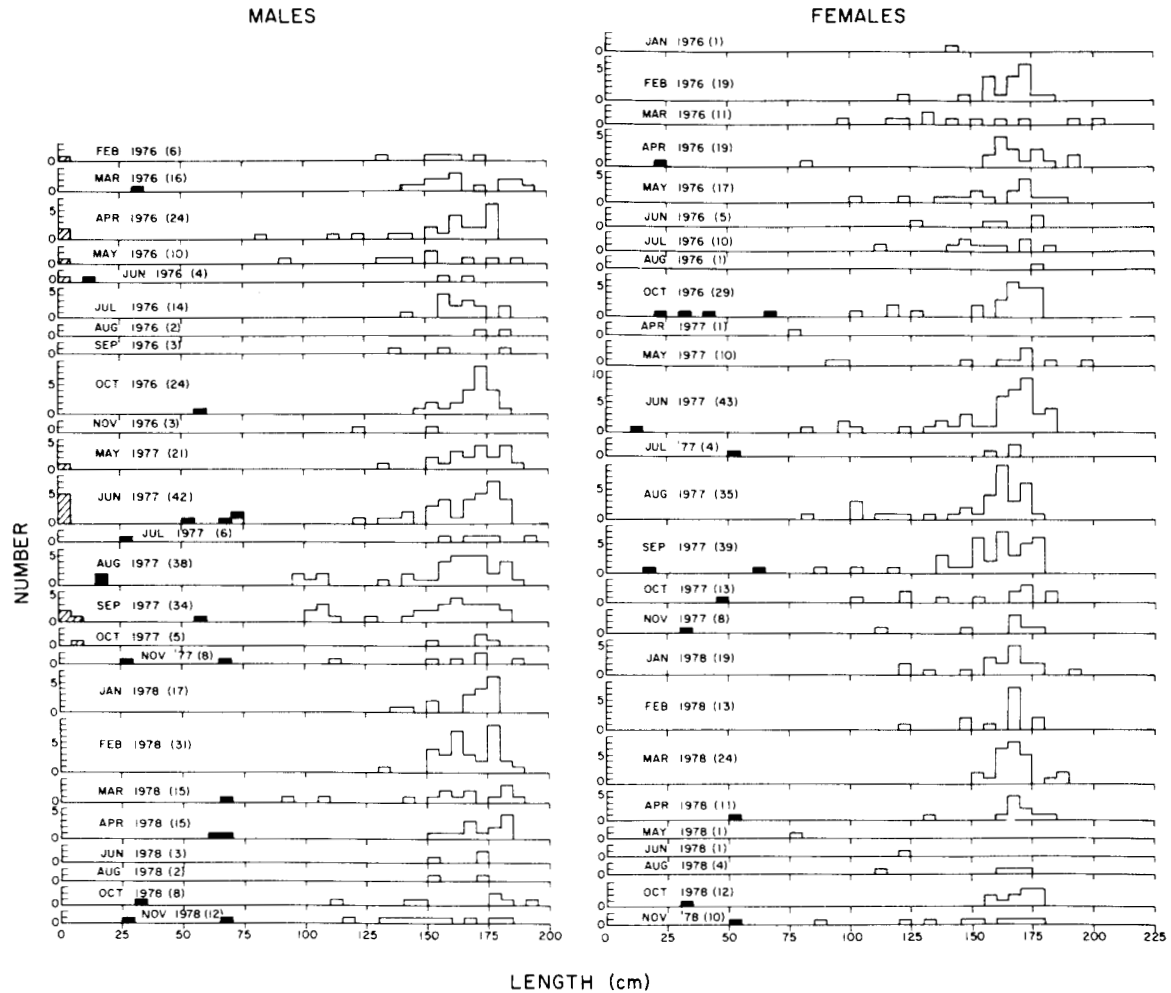 MALES
FEB 1976 (6)
MAR 1976 (16)
APR 1976 (24)
MAY 1976 (10)
JUN 1976 (4)
JUL 1976 (14)
AUG 1976 (2)
SEP 1976 (3)
OCT 1976 (24)
NOV 1976 (3)
MAY 1977 (21)
JUN 1977 (42)
JUL 1977 (6)
AUG 1977 (38)
SEP 1977 (34)
OCT 1977 (5)
NOV '77 (8)
JAN 1978 (17)
FEB 1978 (31)
MAR 1978 (15)
APR 1978 (15)
JUN 1978 (3)
AUG 1978 (2)
OCT 1978 (8)
NOV 1978 (12)
0 25 50 75 100 125 150 175 200
FEMALES
JAN 1976 (1)
FEB 1976 (19)
MAR 1976 (11)
APR 1976 (19)
MAY 1976 (17)
JUN 1976 (5)
JUL 1976 (10)
AUG 1976 (1)
OCT 1976 (29)
APR 1977 (1)
MAY 1977 (10)
JUN 1977 (43)
JUL '77 (4)
AUG 1977 (35)
SEP 1977 (39)
OCT 1977 (13)
NOV 1977 (8)
JAN 1978 (19)
FEB 1978 (13)
MAR 1978 (24)
APR 1978 (11)
MAY 1978 (1)
JUN 1978 (1)
AUG 1978 (4)
OCT 1978 (12)
NOV '78 (10)
0 25 50 75 100 125 150 175 200 225
NUMBER
LENGTH (cm)